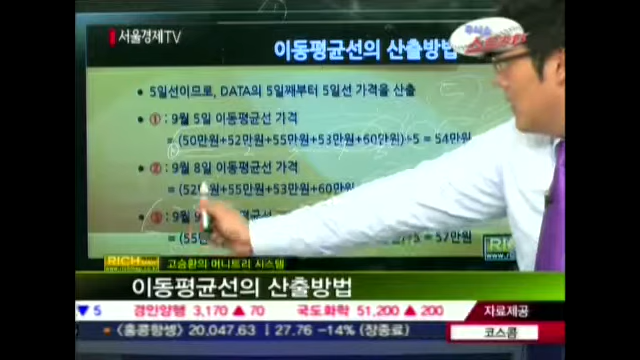 서울경제TV
이동평균선의 산출방법
5일선이므로, DATA의 5일째부터 5일선 가격을 산출
① : 9월 5일 이동평균선 가격
= (50만원+52만원+55만원+53만원+60만원)÷5 = 54만원
② : 9월 8일 이동평균선 가격
= (52만원+55만원+53만원+60만원
③ : 9월
= (55만 = 57만원
RICH
고승환의 머니트리 시스템
이동평균선의 산출방법
▼ 5 경인양행 3,170 ▲ 70 국도화학 51,200 ▲ 200 자료제공
<홍콩항셍> 20,047.63 27.76 -14% (장종료) 코스콤